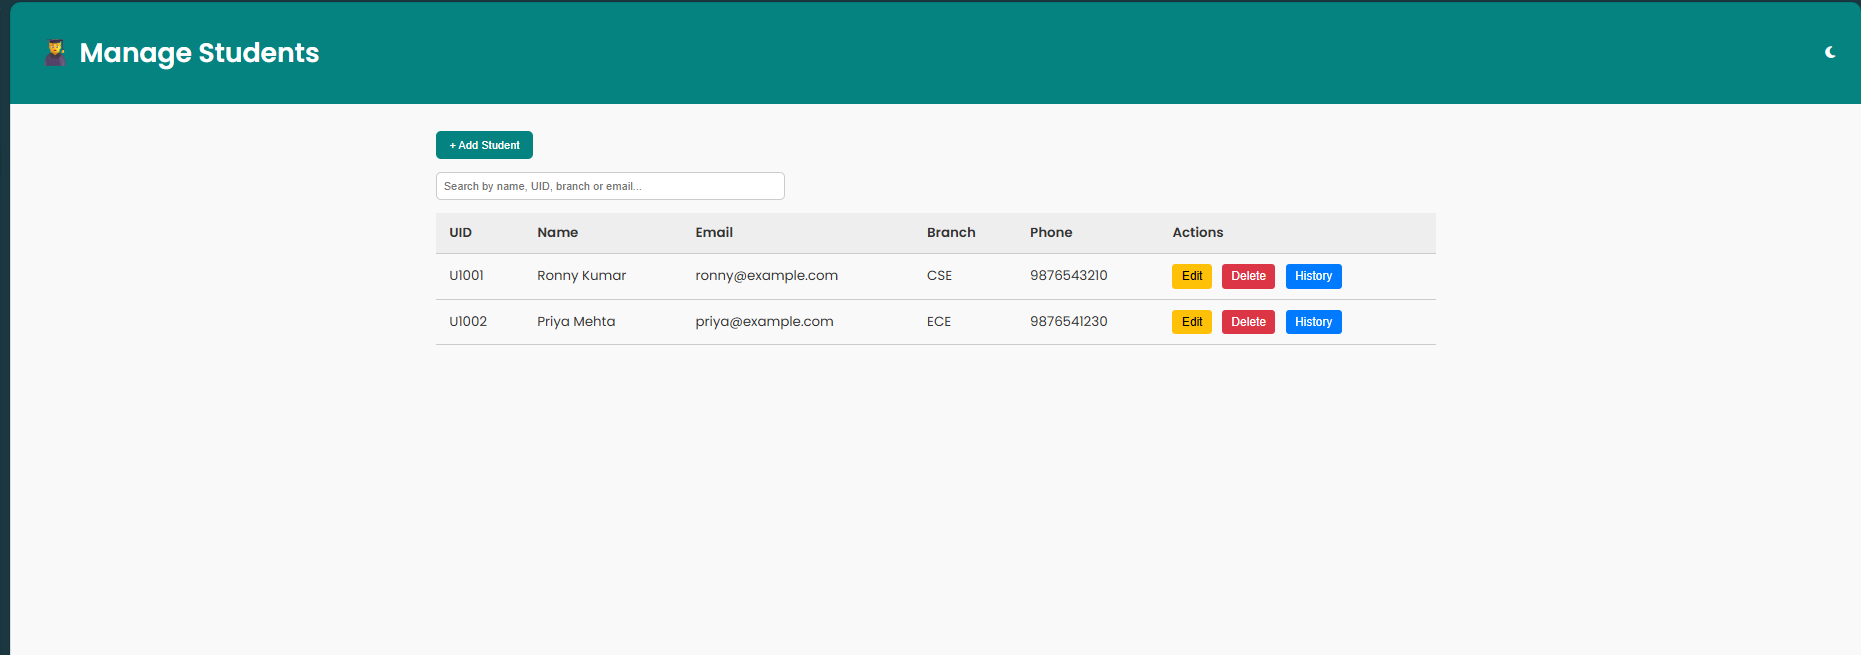 Manage Students
+ Add Student
Search by name, UID, branch or email...
UID Name Email Branch Phone Actions
U1001 Ronny Kumar ronny@example.com CSE 9876543210 Edit Delete History
U1002 Priya Mehta priya@example.com ECE 9876541230 Edit Delete History